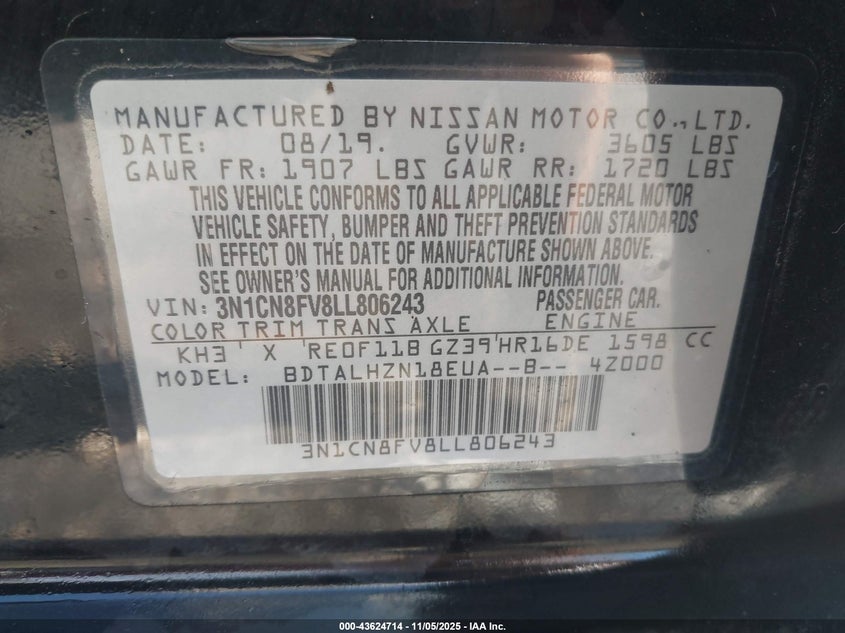 MANUFACTURED BY NISSAN MOTOR CO., LTD.
DATE: 08/19. GVWR: 3605 LBS
GAWR FR: 1907 LBS GAWR RR: 1720 LBS
THIS VEHICLE CONFORMS TO ALL APPLICABLE FEDERAL MOTOR
VEHICLE SAFETY, BUMPER AND THEFT PREVENTION STANDARDS
IN EFFECT ON THE DATE OF MANUFACTURE SHOWN ABOVE.
SEE OWNER'S MANUAL FOR ADDITIONAL INFORMATION.
VIN: 3N1CN8FV8LL806243 PASSENGER CAR.
COLOR TRIM TRANS AXLE ENGINE
KH3 X RE0F11B GZ39 HR16DE 1598 CC
MODEL: BDTALHZN18EUA--B-- 4Z000
3N1CN8FV8LL806243
000-43624714 - 11/05/2025 - IAA Inc.